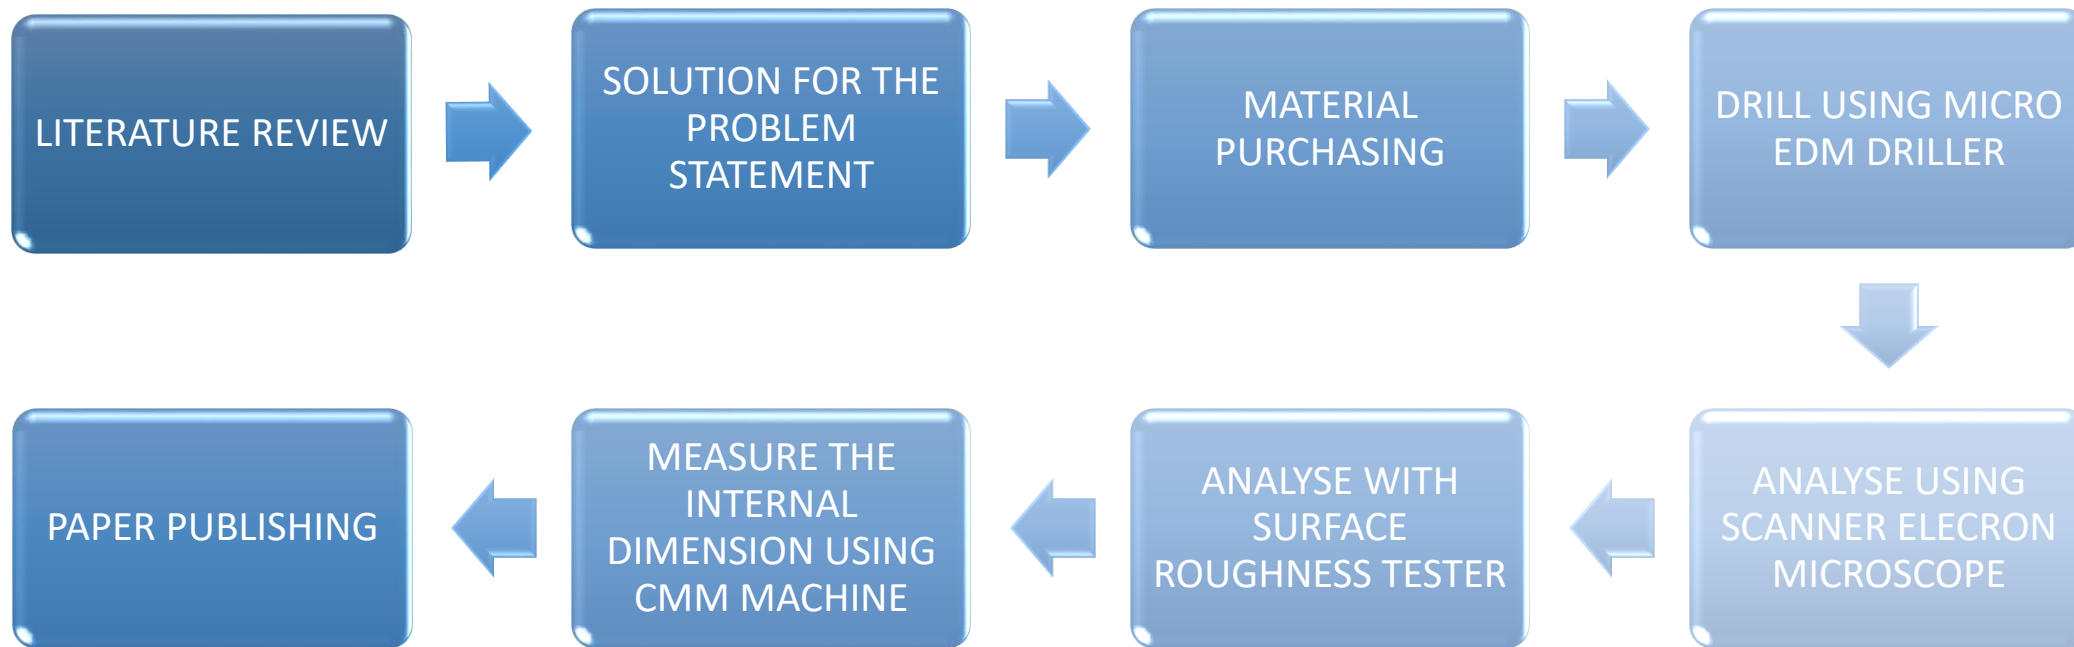 LITERATURE REVIEW
SOLUTION FOR THE
PROBLEM
STATEMENT
MATERIAL
PURCHASING
DRILL USING MICRO
EDM DRILLER
ANALYSE USING
SCANNER ELECRON
MICROSCOPE
ANALYSE WITH
SURFACE
ROUGHNESS TESTER
MEASURE THE
INTERNAL
DIMENSION USING
CMM MACHINE
PAPER PUBLISHING